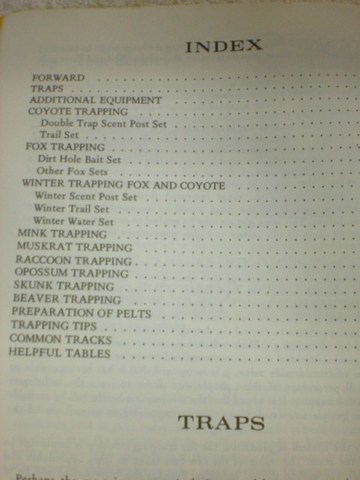 INDEX
FORWARD
TRAPS
ADDITIONAL EQUIPMENT
COYOTE TRAPPING
Double Trap Scent Post Set
Trail Set
FOX TRAPPING
Dirt Hole Bait Set
Other Fox Sets
WINTER TRAPPING FOX AND COYOTE
Winter Scent Post Set
Winter Trail Set
Winter Water Set
MINK TRAPPING
MUSKRAT TRAPPING
RACCOON TRAPPING
OPOSSUM TRAPPING
SKUNK TRAPPING
BEAVER TRAPPING
PREPARATION OF PELTS
TRAPPING TIPS
COMMON TRACKS
HELPFUL TABLES
TRAPS
Perhaps the